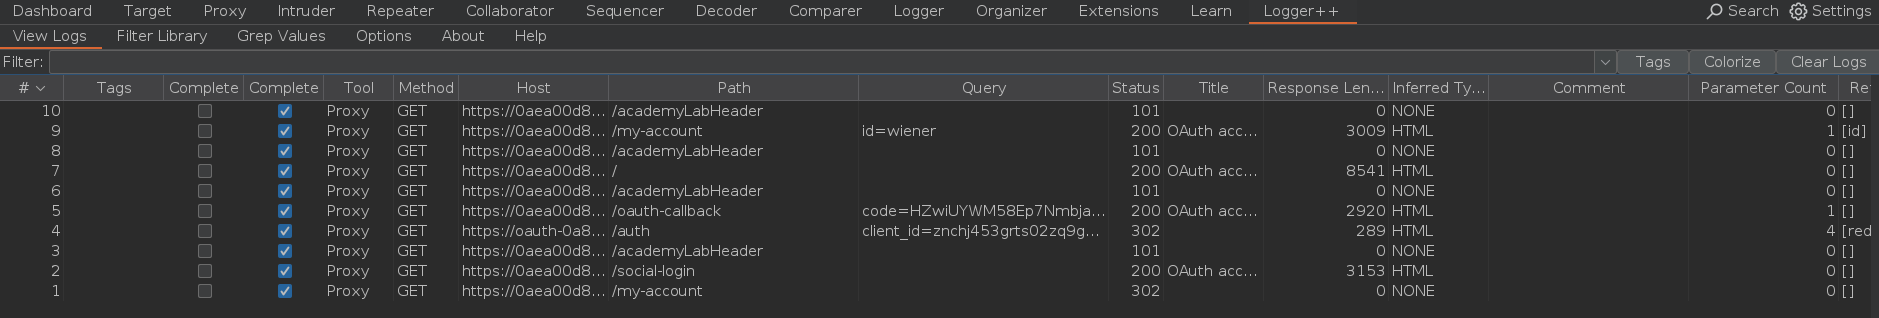 Dashboard Target Proxy Intruder Repeater Collaborator Sequencer Decoder Comparer Logger Organizer Extensions Learn Logger++ Search Settings
View Logs Filter Library Grep Values Options About Help
Filter: Tags Colorize Clear Logs
# Tags Complete Complete Tool Method Host Path Query Status Title Response Len... Inferred Ty... Comment Parameter Count Re
10 Proxy GET https://0aea00d8... /academyLabHeader 101 0 NONE 0 []
9 Proxy GET https://0aea00d8... /my-account id=wiener 200 OAuth acc... 3009 HTML 1 [id]
8 Proxy GET https://0aea00d8... /academyLabHeader 101 0 NONE 0 []
7 Proxy GET https://0aea00d8... / 200 OAuth acc... 8541 HTML 0 []
6 Proxy GET https://0aea00d8... /academyLabHeader 101 0 NONE 0 []
5 Proxy GET https://0aea00d8... /oauth-callback code=HZwiUYWM58Ep7Nmbja... 200 OAuth acc... 2920 HTML 1 []
4 Proxy GET https://oauth-0a8... /auth client_id=znchj453grts02zq9g... 302 289 HTML 4 [red
3 Proxy GET https://0aea00d8... /academyLabHeader 101 0 NONE 0 []
2 Proxy GET https://0aea00d8... /social-login 200 OAuth acc... 3153 HTML 0 []
1 Proxy GET https://0aea00d8... /my-account 302 0 NONE 0 []